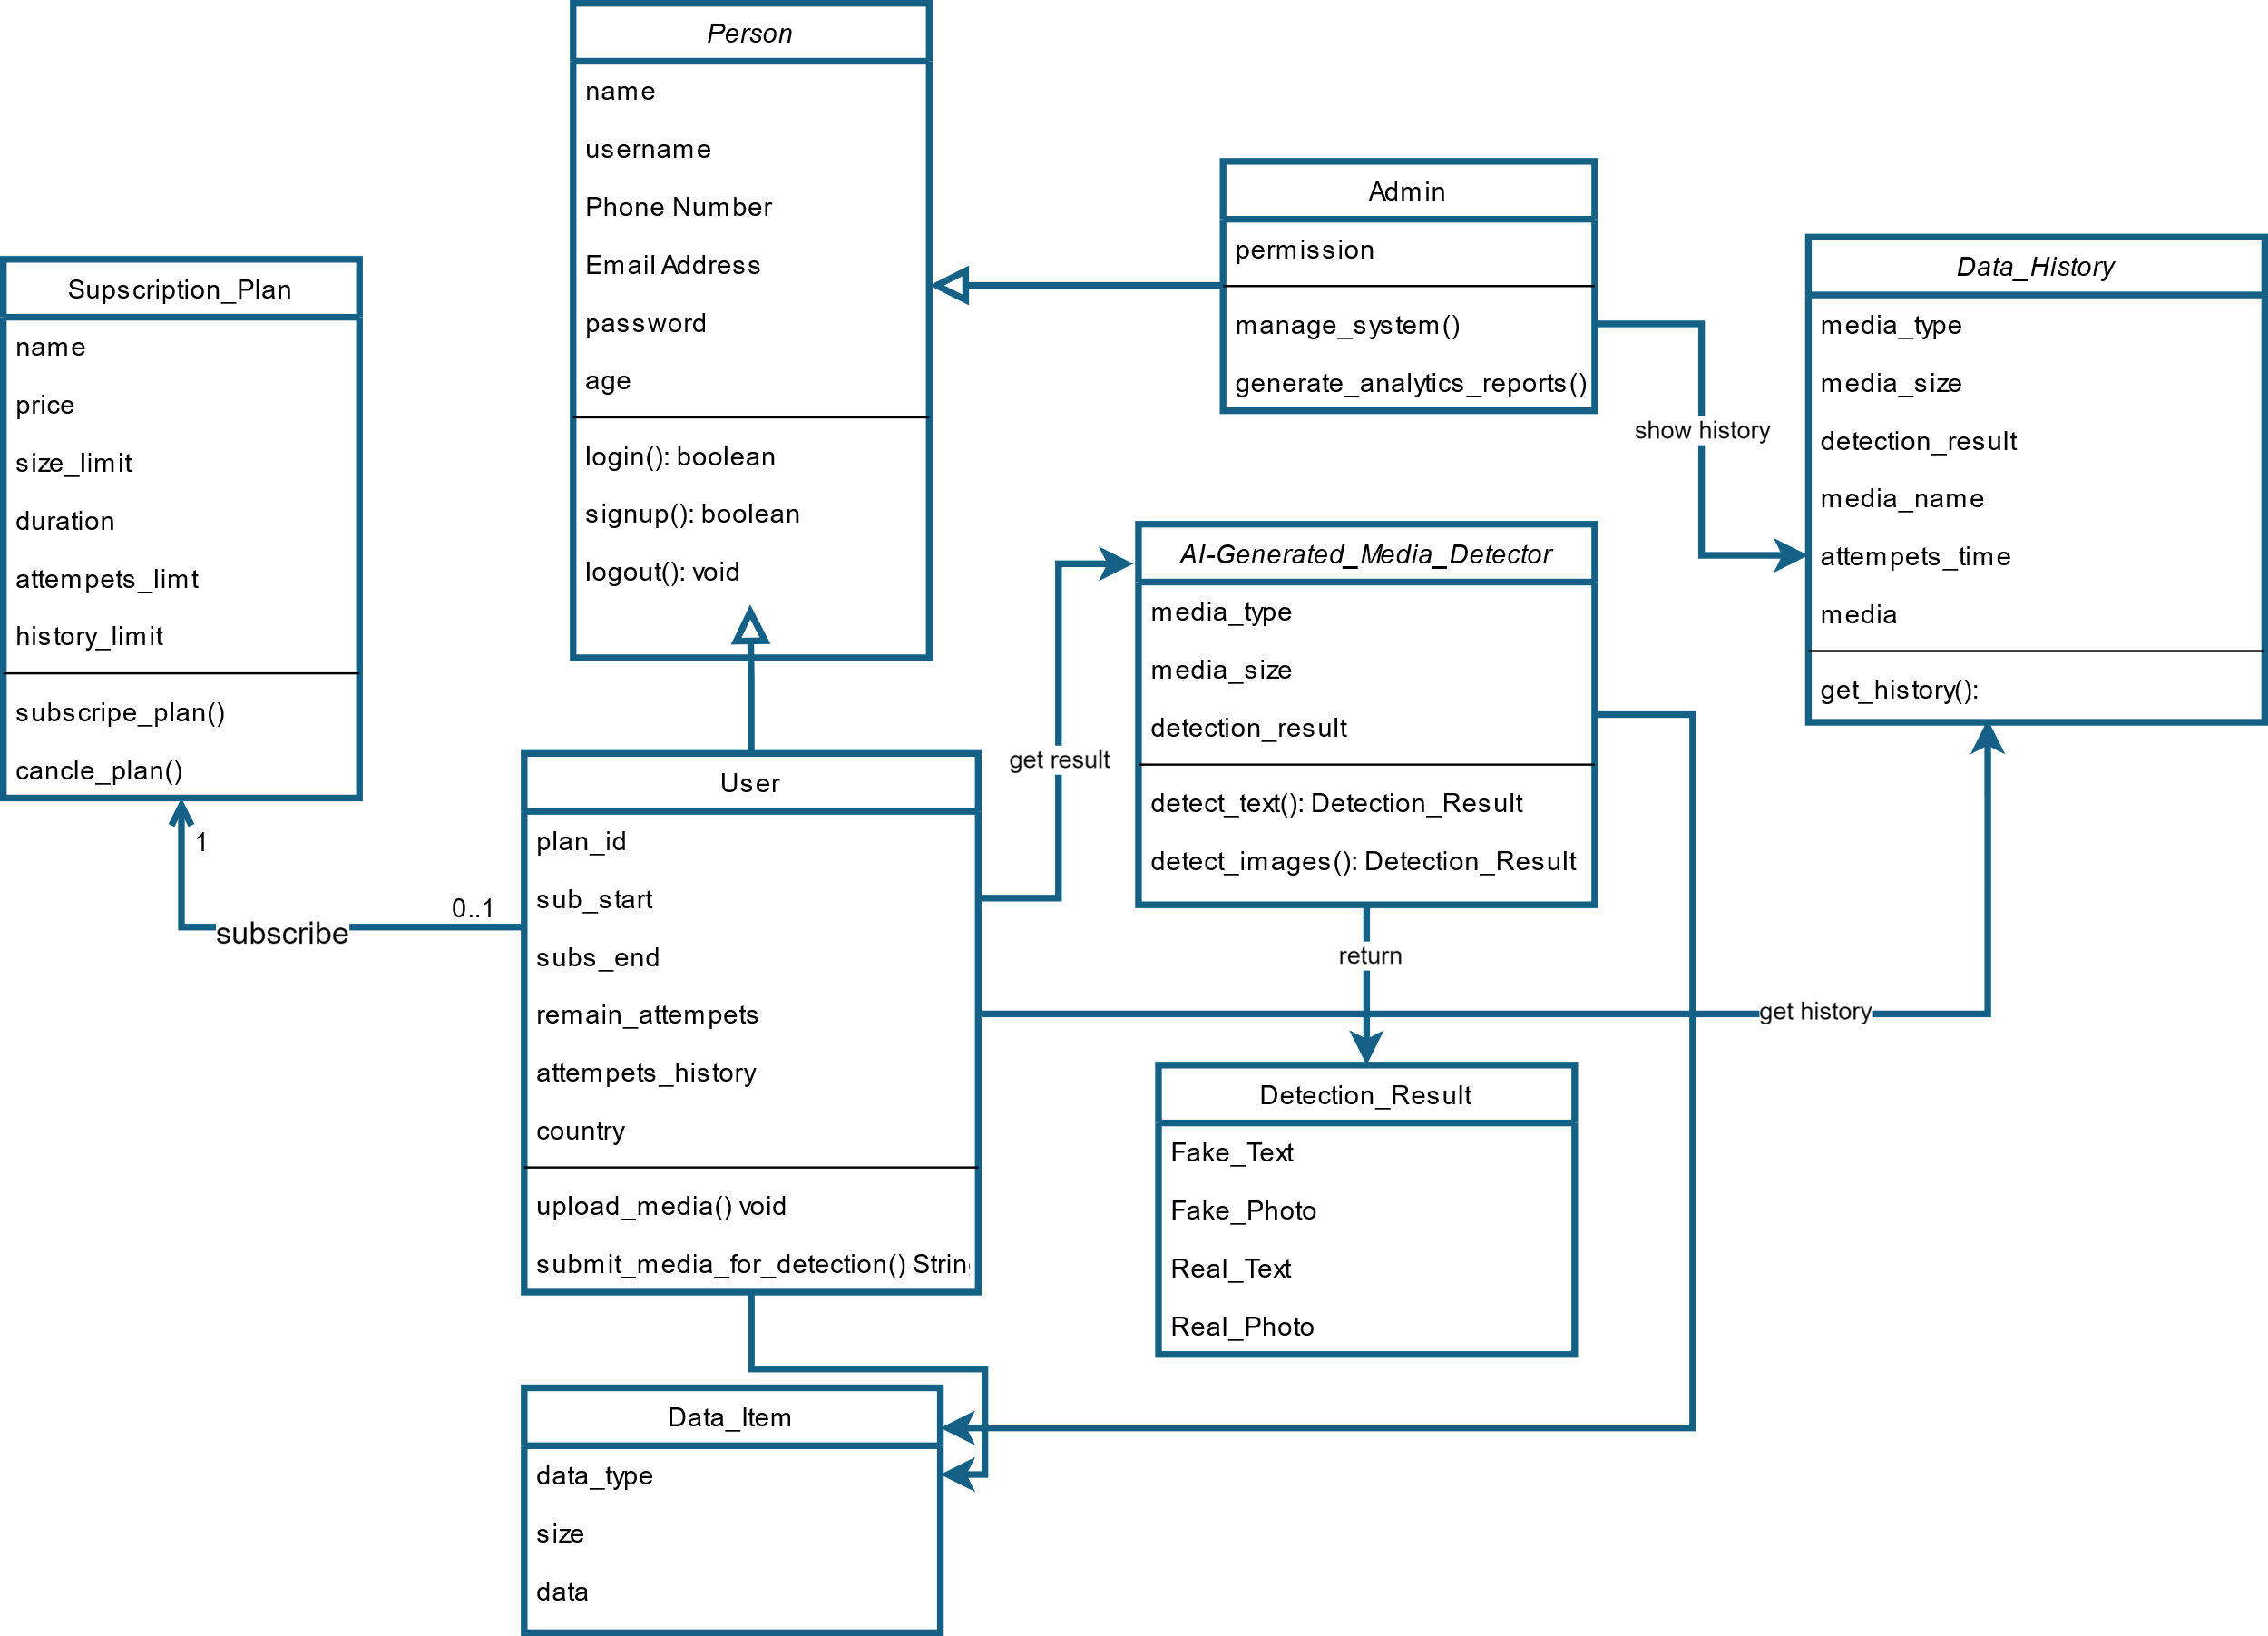 Person
name
username
Phone Number
Email Address
password
age
login(): boolean
signup(): boolean
logout(): void
Admin
permission
manage_system()
generate_analytics_reports()
Data_History
media_type
media_size
detection_result
media_name
attempets_time
media
get_history():
show history
Supscription_Plan
name
price
size_limit
duration
attempets_limt
history_limit
subscripe_plan()
cancle_plan()
1
0..1
subscribe
AI-Generated_Media_Detector
media_type
media_size
detection_result
detect_text(): Detection_Result
detect_images(): Detection_Result
get result
return
get history
User
plan_id
sub_start
subs_end
remain_attempets
attempets_history
country
upload_media() void
submit_media_for_detection()
Detection_Result
Fake_Text
Fake_Photo
Real_Text
Real_Photo
Data_Item
data_type
size
data